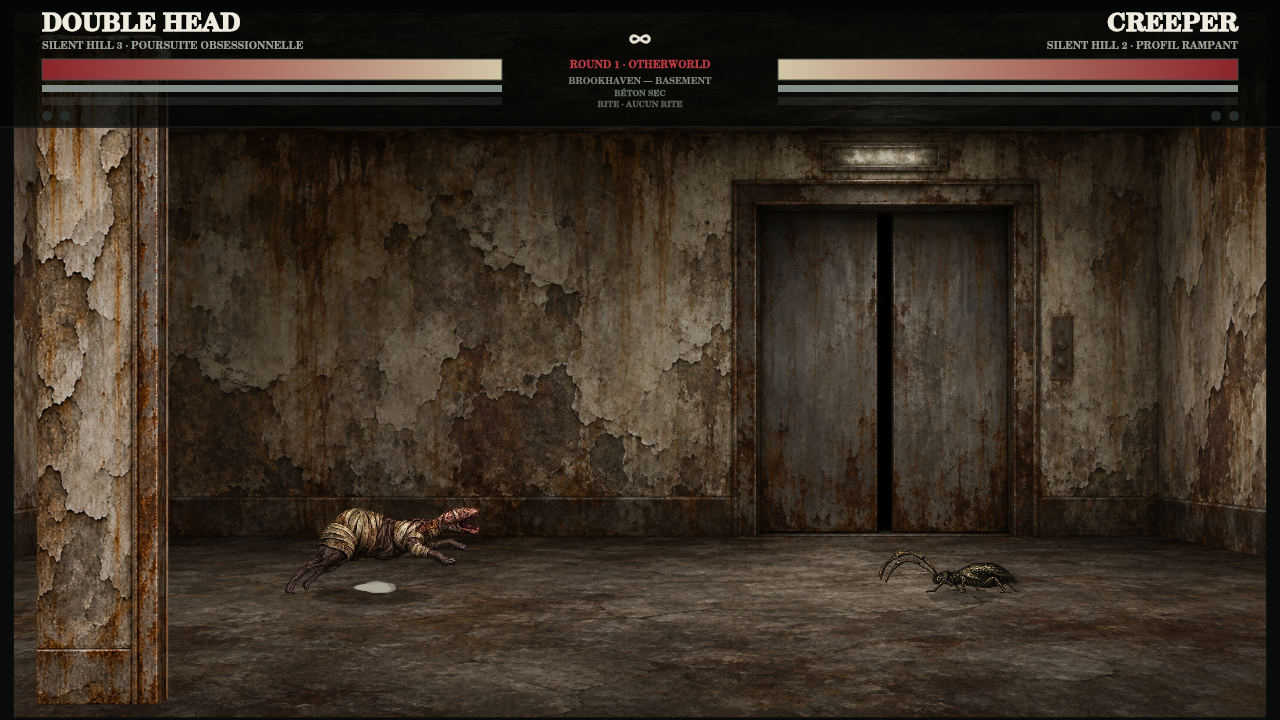 DOUBLE HEAD
SILENT HILL 3 · POURSUITE OBSESSIONNELLE
∞
ROUND 1 · OTHERWORLD
BROOKHAVEN — BASEMENT
BÉTON SEC
RITE · AUCUN RITE
CREEPER
SILENT HILL 2 · PROFIL RAMPANT